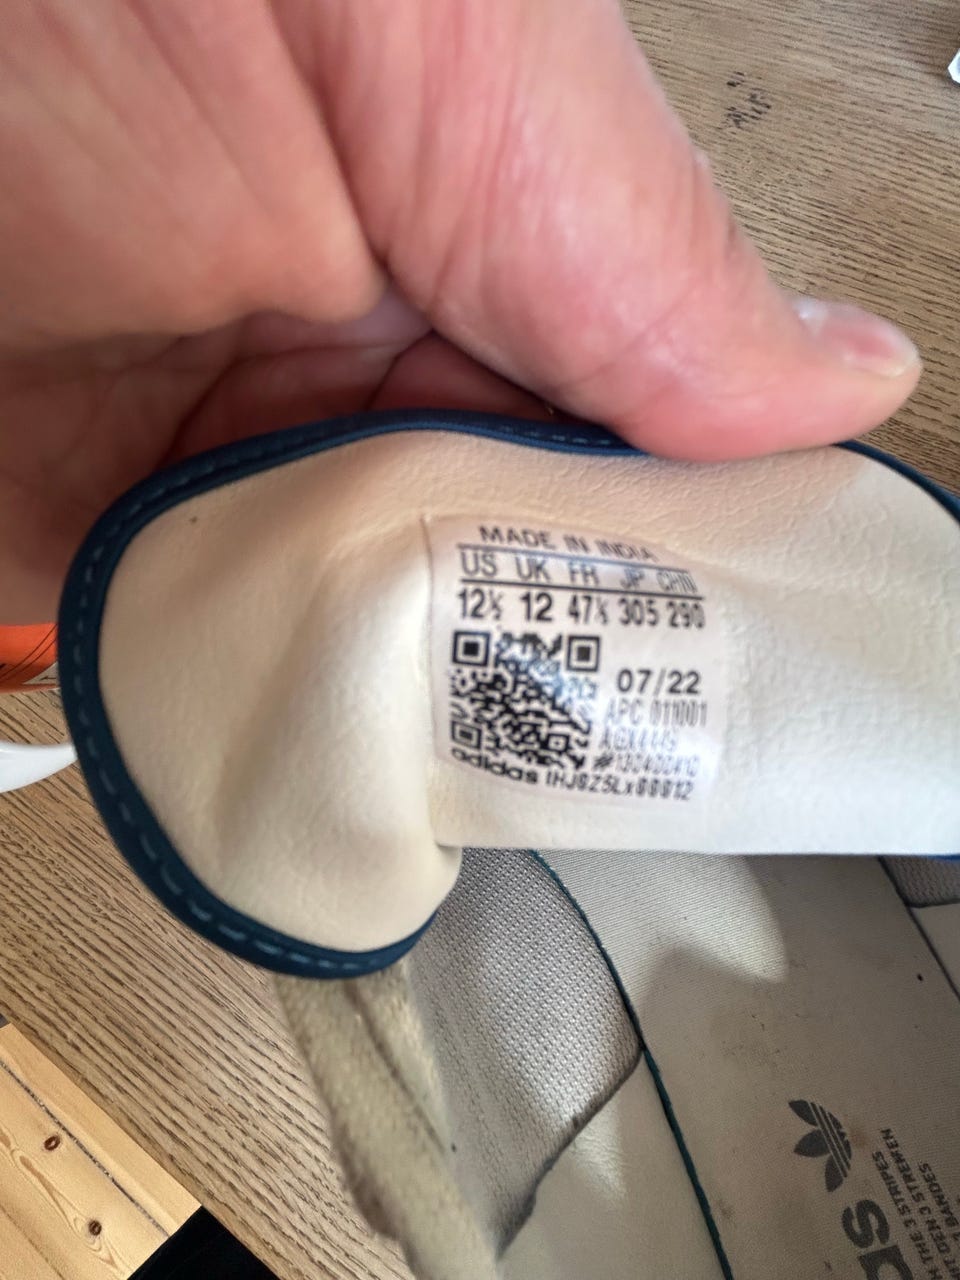 MADE IN INDIA
US UK FR JP CHN
12½ 12 47⅓ 305 290
07/22
APC 011001
adidas
THE 3 STRIPES
DEN 3 STREIFEN
BANDES